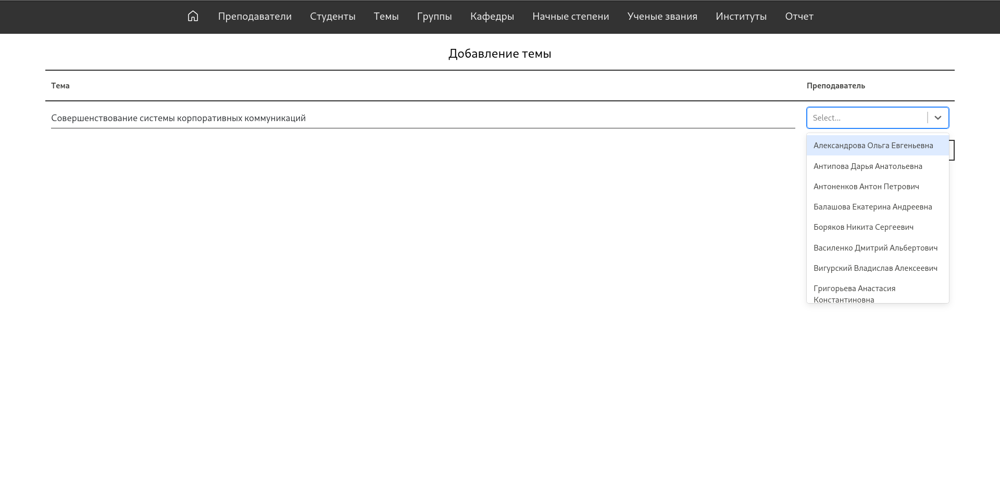 Преподаватели Студенты Темы Группы Кафедры Начные степени Ученые звания Институты Отчет
Добавление темы
Тема Преподаватель
Совершенствование системы корпоративных коммуникаций Select...
Александрова Ольга Евгеньевна
Антипова Дарья Анатольевна
Антоненков Антон Петрович
Балашова Екатерина Андреевна
Боряков Никита Сергеевич
Василенко Дмитрий Альбертович
Вигурский Владислав Алексеевич
Григорьева Анастасия
Константиновна